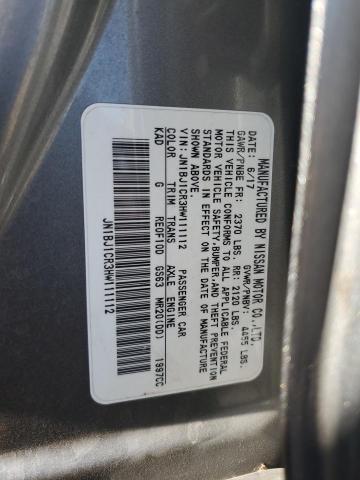 MANUFACTURED BY NISSAN MOTOR CO.,LTD.
DATE: 6/17 GVWR/PNBV: 4455 LBS.
GAWR/PNBE FR: 2370 LBS. RR: 2120 LBS.
THIS VEHICLE CONFORMS TO ALL APPLICABLE FEDERAL
MOTOR VEHICLE SAFETY,BUMPER,AND THEFT PREVENTION
STANDARDS IN EFFECT ON THE DATE OF MANUFACTURE
SHOWN ABOVE.
VIN:JN1BJ1CR3HW111112 PASSENGER CAR
COLOR TRIM TRANS AXLE ENGINE
KAD G RE0F10D GS63 MR20(DD) 1997CC
JN1BJ1CR3HW111112